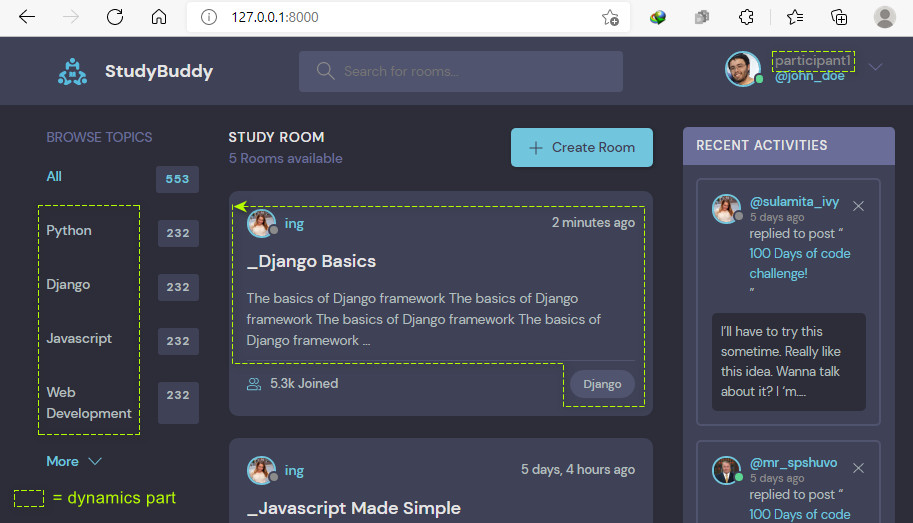 127.0.0.1:8000
StudyBuddy
Search for rooms...
participant1
@john_doe
BROWSE TOPICS
All 553
Python 232
Django 232
Javascript 232
Web
Development 232
More
= dynamics part
STUDY ROOM
5 Rooms available
Create Room
ing 2 minutes ago
_Django Basics
The basics of Django framework The basics of Django
framework The basics of Django framework The basics of
Django framework ...
5.3k Joined Django
ing 5 days, 4 hours ago
_Javascript Made Simple
RECENT ACTIVITIES
@sulamita_ivy
5 days ago
replied to post “
100 Days of code
challenge!
”
I’ll have to try this
sometime. Really like
this idea. Wanna talk
about it? I ‘m....
@mr_spshuvo
5 days ago
replied to post “
100 Days of code